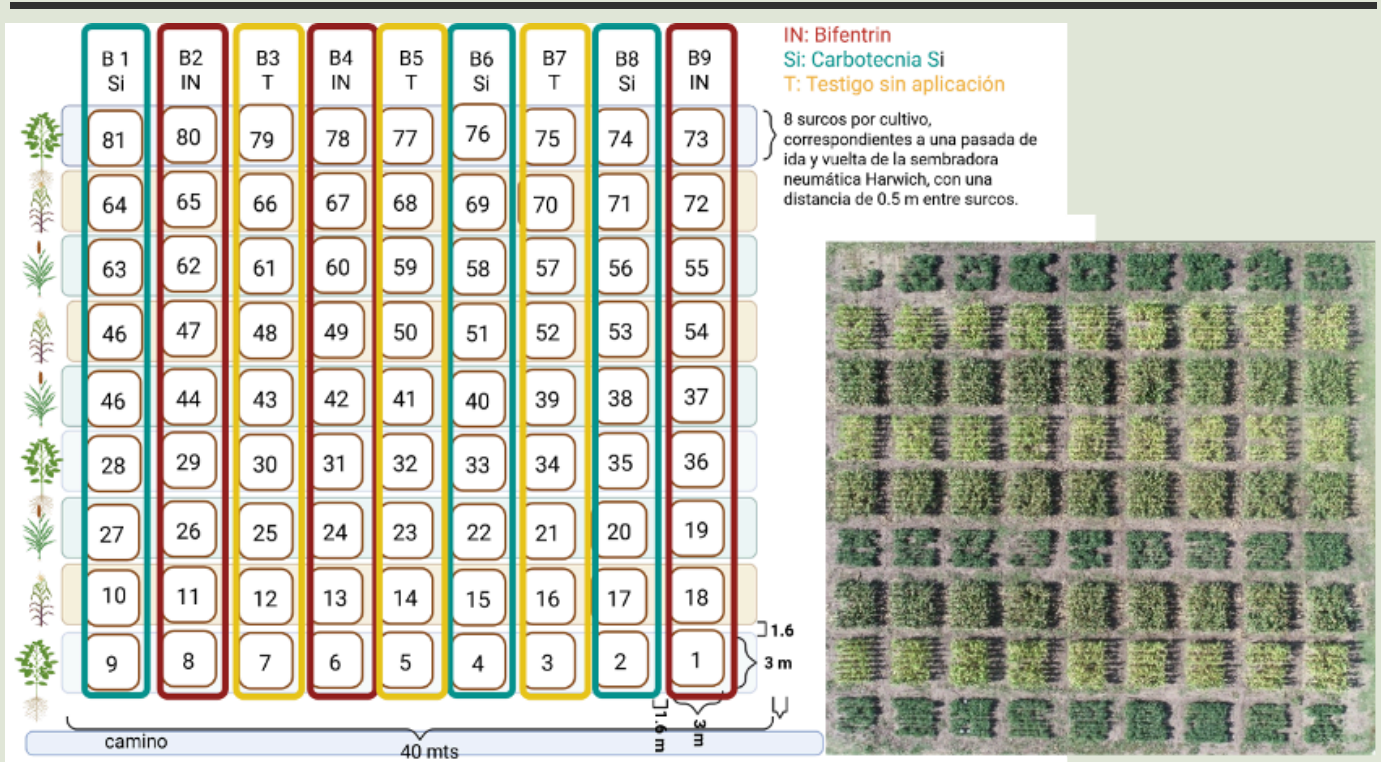 IN: Bifentrin
Si: Carbotecnia Si
T: Testigo sin aplicación
B 1 B2 B3 B4 B5 B6 B7 B8 B9
Si IN T IN T Si T Si IN
81 80 79 78 77 76 75 74 73
8 surcos por cultivo,
correspondientes a una pasada de
ida y vuelta de la sembradora
neumática Harwich, con una
distancia de 0.5 m entre surcos.
64 65 66 67 68 69 70 71 72
63 62 61 60 59 58 57 56 55
46 47 48 49 50 51 52 53 54
46 44 43 42 41 40 39 38 37
28 29 30 31 32 33 34 35 36
27 26 25 24 23 22 21 20 19
10 11 12 13 14 15 16 17 18
1.6
9 8 7 6 5 4 3 2 1
3 m
1.6 m
3 m
camino
40 mts